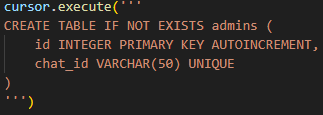 cursor.execute('''
CREATE TABLE IF NOT EXISTS admins (
    id INTEGER PRIMARY KEY AUTOINCREMENT,
    chat_id VARCHAR(50) UNIQUE
)
''')